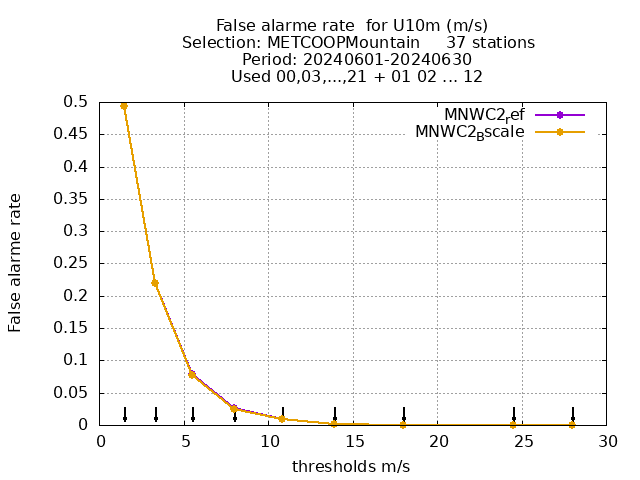 False alarme rate  for U10m (m/s)
Selection: METCOOPMountain     37 stations
Period: 20240601-20240630
Used 00,03,...,21 + 01 02 ... 12
MNWC2ref
MNWC2Bscale
0.5
0.45
0.4
0.35
0.3
0.25
0.2
0.15
0.1
0.05
0
False alarme rate
0 5 10 15 20 25 30
thresholds m/s